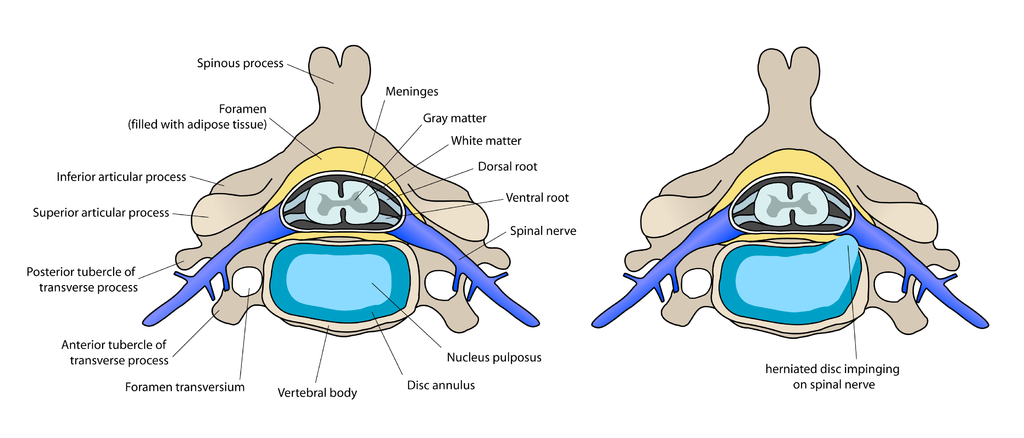 Spinous process
Foramen
(filled with adipose tissue)
Inferior articular process
Superior articular process
Posterior tubercle of
transverse process
Anterior tubercle of
transverse process
Foramen transversium
Vertebral body
Meninges
Gray matter
White matter
Dorsal root
Ventral root
Spinal nerve
Nucleus pulposus
Disc annulus
herniated disc impinging
on spinal nerve